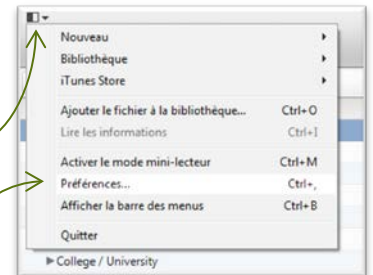 Nouveau
Bibliothèque
iTunes Store
Ajouter le fichier à la bibliothèque... Ctrl+O
Lire les informations Ctrl+I
Activer le mode mini-lecteur Ctrl+M
Préférences... Ctrl+,
Afficher la barre des menus Ctrl+B
Quitter
College / University